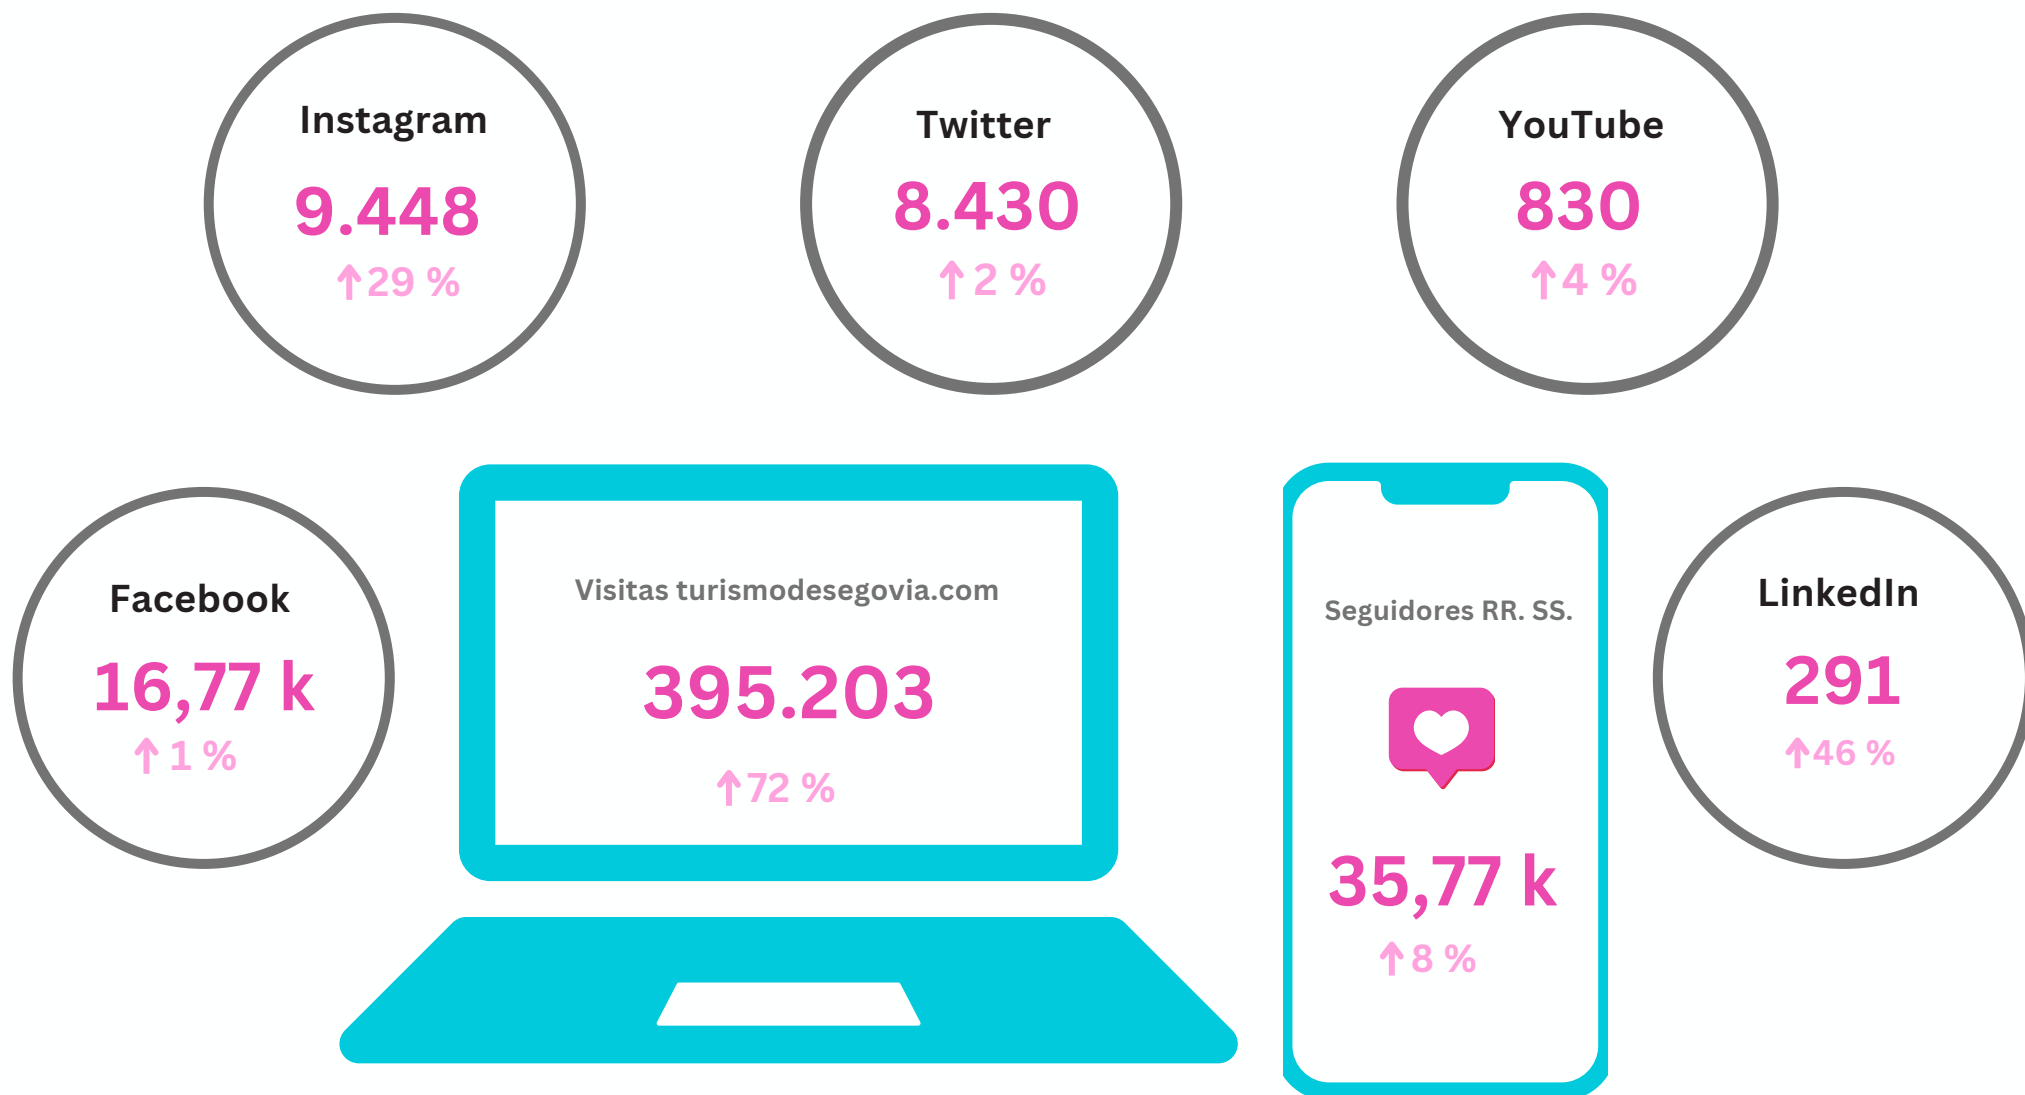 Instagram
9.448
↑29 %
Twitter
8.430
↑2 %
YouTube
830
↑4 %
Facebook
16,77 k
↑1 %
Visitas turismodesegovia.com
395.203
↑72 %
Seguidores RR. SS.
35,77 k
↑8 %
LinkedIn
291
↑46 %